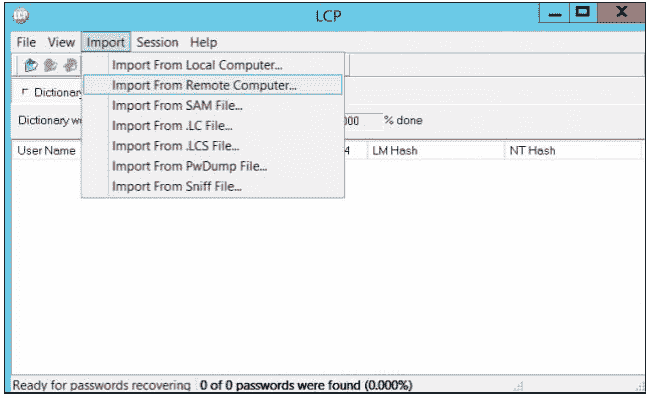 LCP
File View Import Session Help
Import From Local Computer...
Import From Remote Computer...
Import From SAM File...
Import From .LC File...
Import From .LCS File...
Import From PwDump File...
Import From Sniff File...
Dictionary
Dictionary w
000 % done
User Name 4 LM Hash NT Hash
Ready for passwords recovering 0 of 0 passwords were found (0.000%)